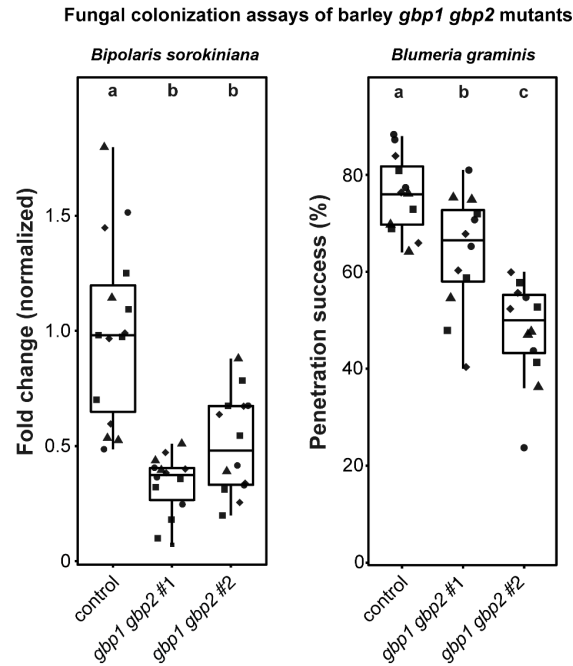 Fungal colonization assays of barley gbp1 gbp2 mutants
Bipolaris sorokiniana
a b b
Fold change (normalized)
1.5
1.0
0.5
0
control
gbp1 gbp2 #1
gbp1 gbp2 #2
Blumeria graminis
a b c
Penetration success (%)
80
60
40
20
0
control
gbp1 gbp2 #1
gbp1 gbp2 #2